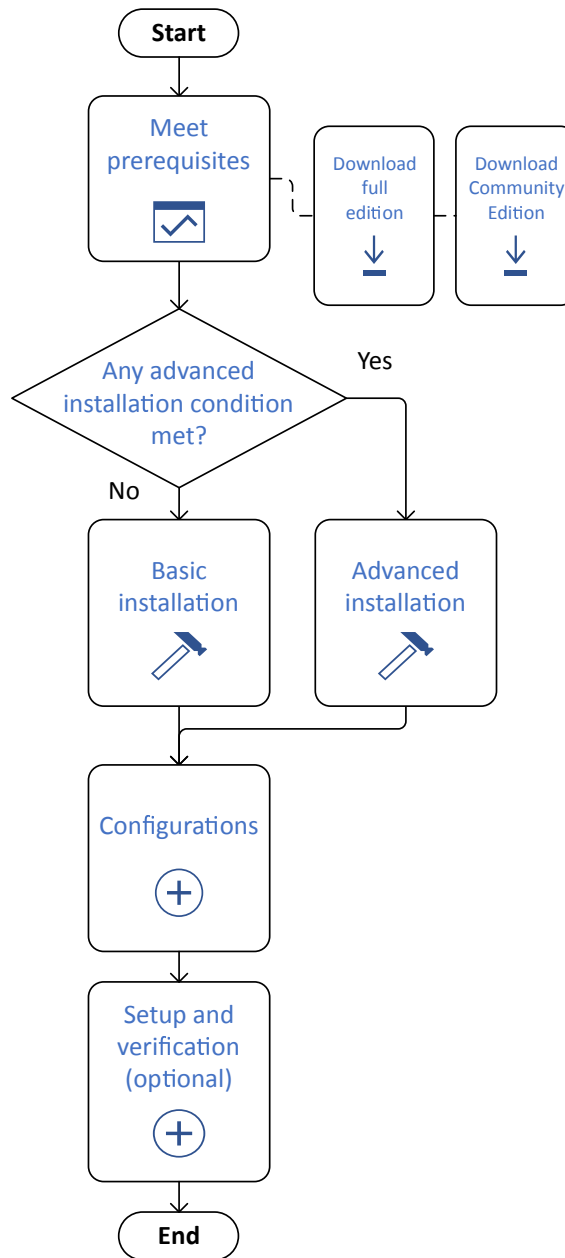 Start
Meet
prerequisites
Download
full
edition
Download
Community
Edition
Any advanced
installation condition
met?
Yes
No
Basic
installation
Advanced
installation
Configurations
Setup and
verification
(optional)
End